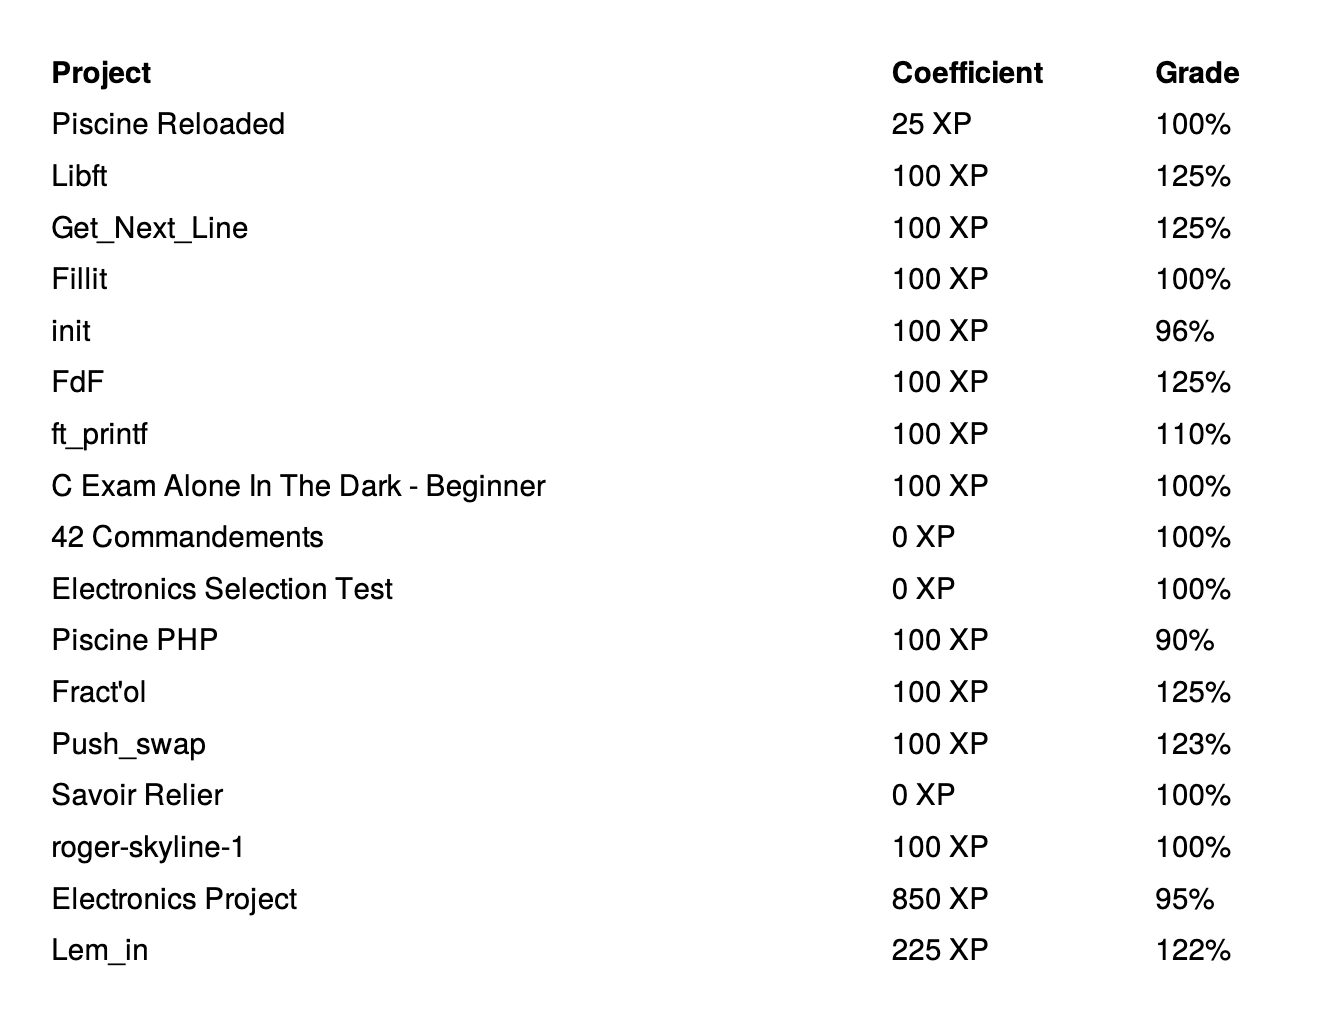 Project Coefficient Grade
Piscine Reloaded 25 XP 100%
Libft 100 XP 125%
Get_Next_Line 100 XP 125%
Fillit 100 XP 100%
init 100 XP 96%
FdF 100 XP 125%
ft_printf 100 XP 110%
C Exam Alone In The Dark - Beginner 100 XP 100%
42 Commandements 0 XP 100%
Electronics Selection Test 0 XP 100%
Piscine PHP 100 XP 90%
Fract'ol 100 XP 125%
Push_swap 100 XP 123%
Savoir Relier 0 XP 100%
roger-skyline-1 100 XP 100%
Electronics Project 850 XP 95%
Lem_in 225 XP 122%